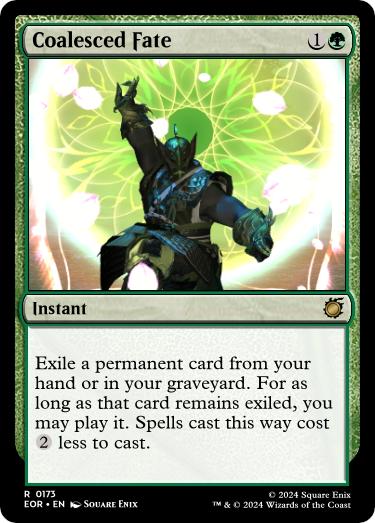 Coalesced Fate 1
Instant
Exile a permanent card from your
hand or in your graveyard. For as
long as that card remains exiled, you
may play it. Spells cast this way cost
2 less to cast.
R 0173
EOR • EN SQUARE ENIX
© 2024 Square Enix
™ & © 2024 Wizards of the Coast